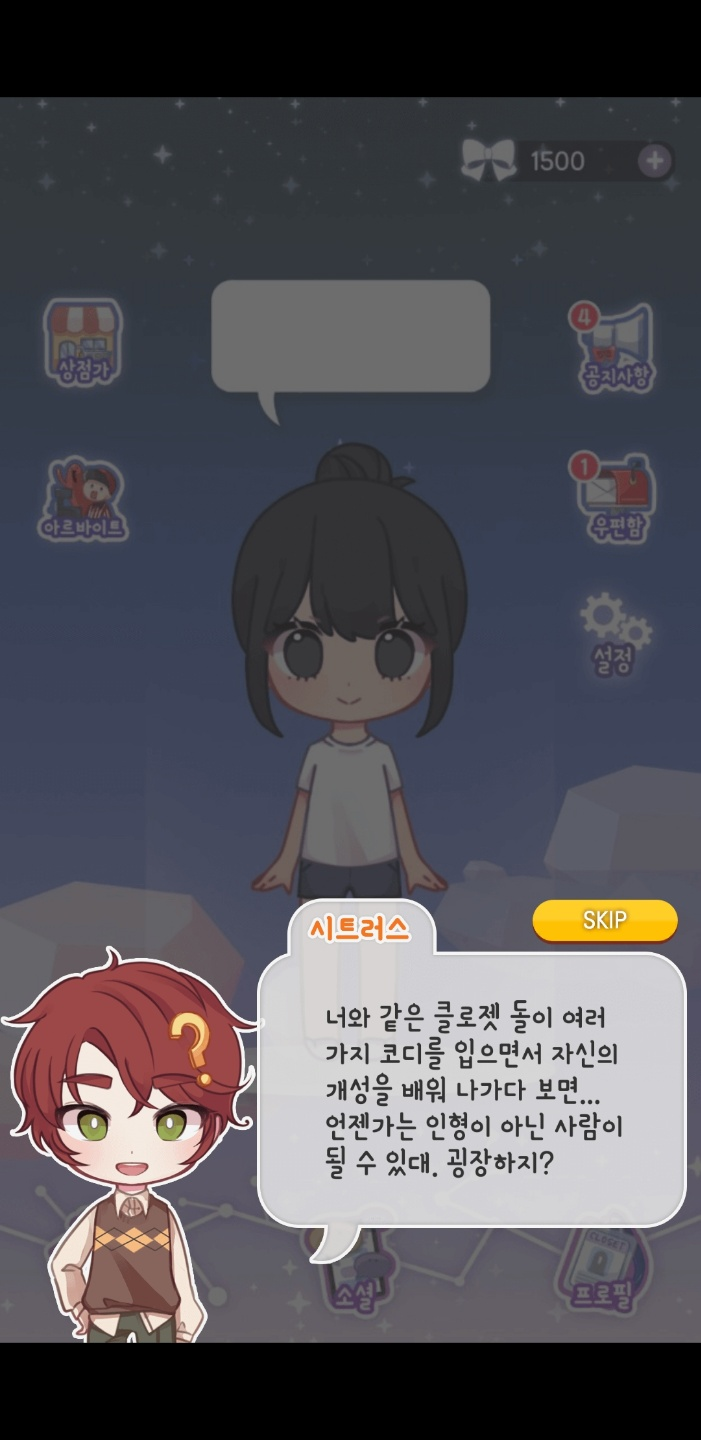 1500
상점가
4
공지사항
아르바이트
1
우편함
설정
시트러스
SKIP
너와 같은 클로젯 돌이 여러
가지 코디를 입으면서 자신의
개성을 배워 나가다 보면...
언젠가는 인형이 아닌 사람이
될 수 있대. 굉장하지?
소셜
CLOSET
프로필